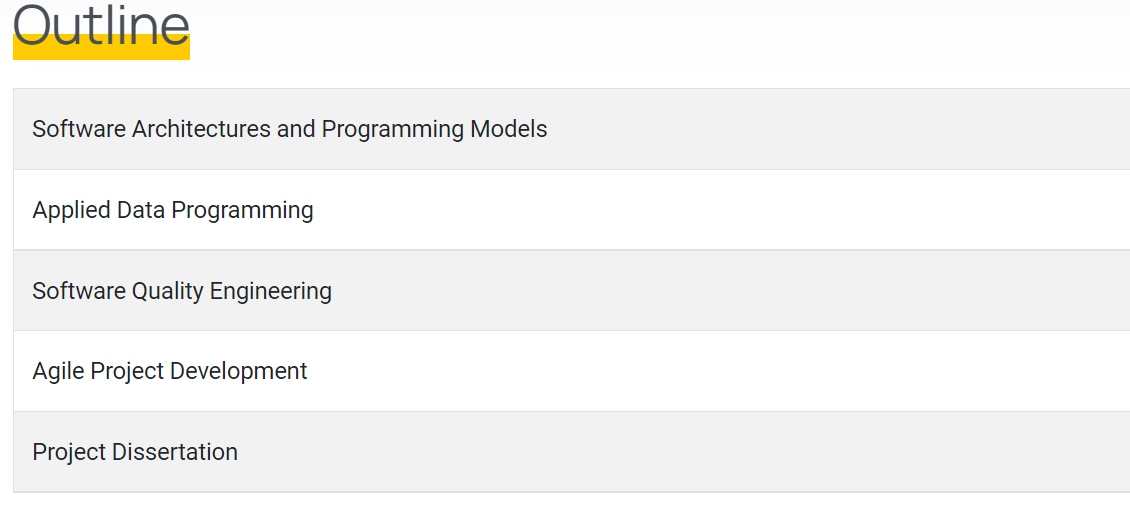 Outline
Software Architectures and Programming Models
Applied Data Programming
Software Quality Engineering
Agile Project Development
Project Dissertation